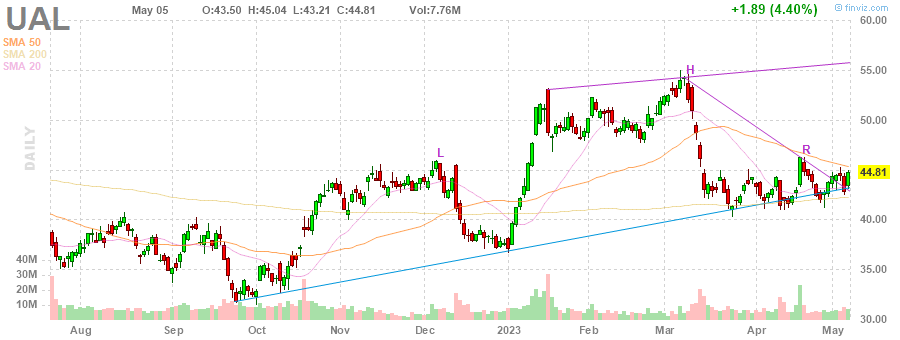 UAL May 05 O:43.50 H:45.04 L:43.21 C:44.81 Vol:7.76M +1.89 (4.40%) finviz.com
SMA 50
SMA 200
SMA 20
DAILY
60.00
55.00
50.00
44.81
40.00
35.00
30.00
L
H
R
40M
30M
20M
10M
Aug Sep Oct Nov Dec 2023 Feb Mar Apr May